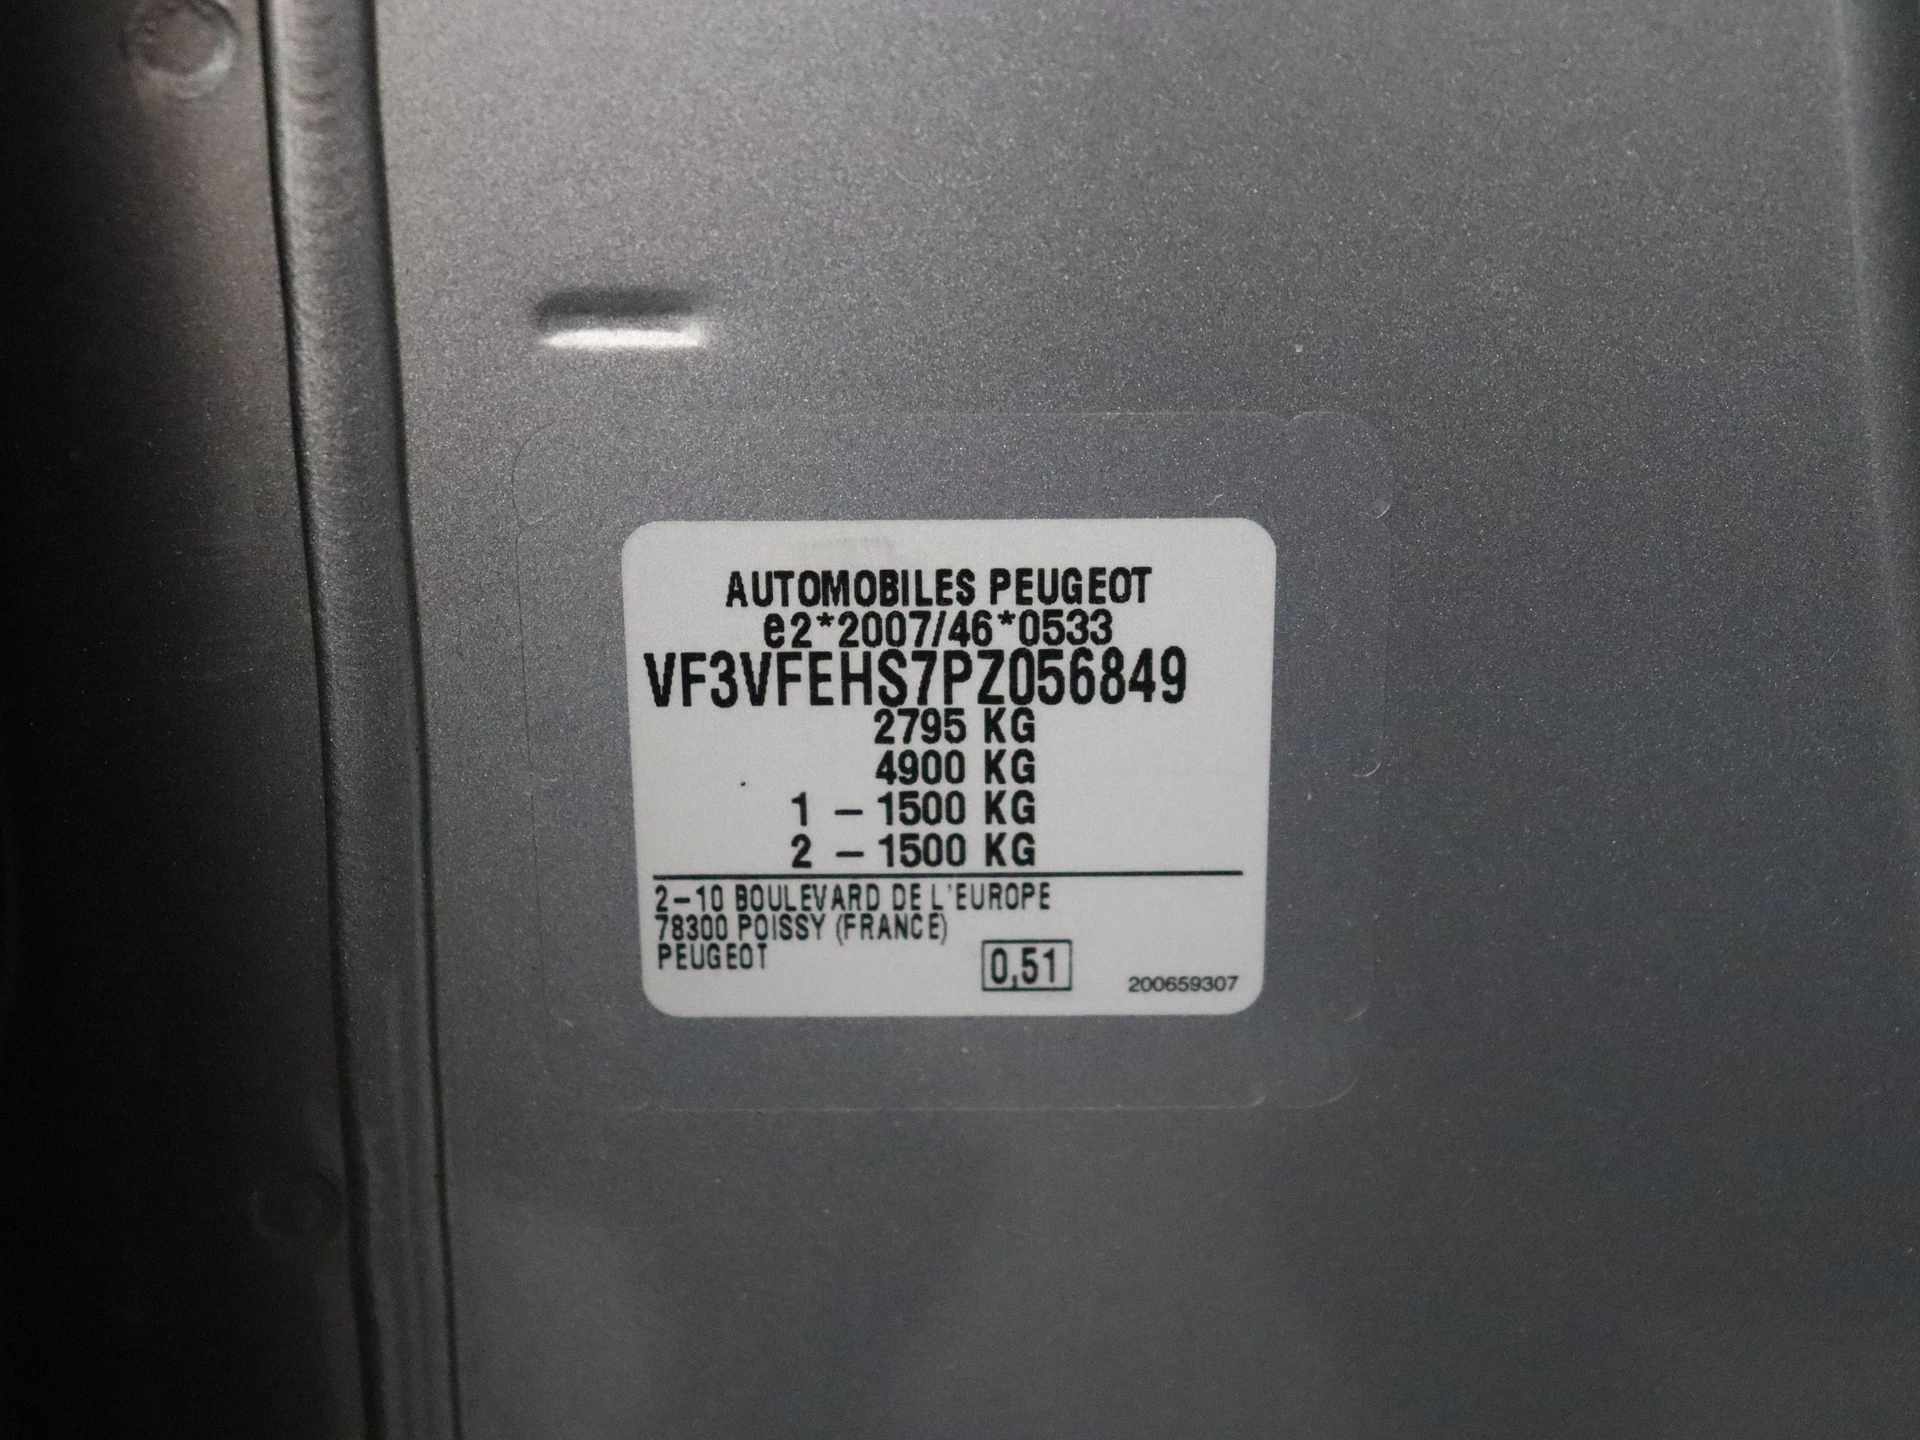 AUTOMOBILES PEUGEOT
e2*2007/46*0533
VF3VFEHS7PZ056849
2795 KG
4900 KG
1 – 1500 KG
2 – 1500 KG
2–10 BOULEVARD DE L'EUROPE
78300 POISSY (FRANCE)
PEUGEOT
0,51
200659307